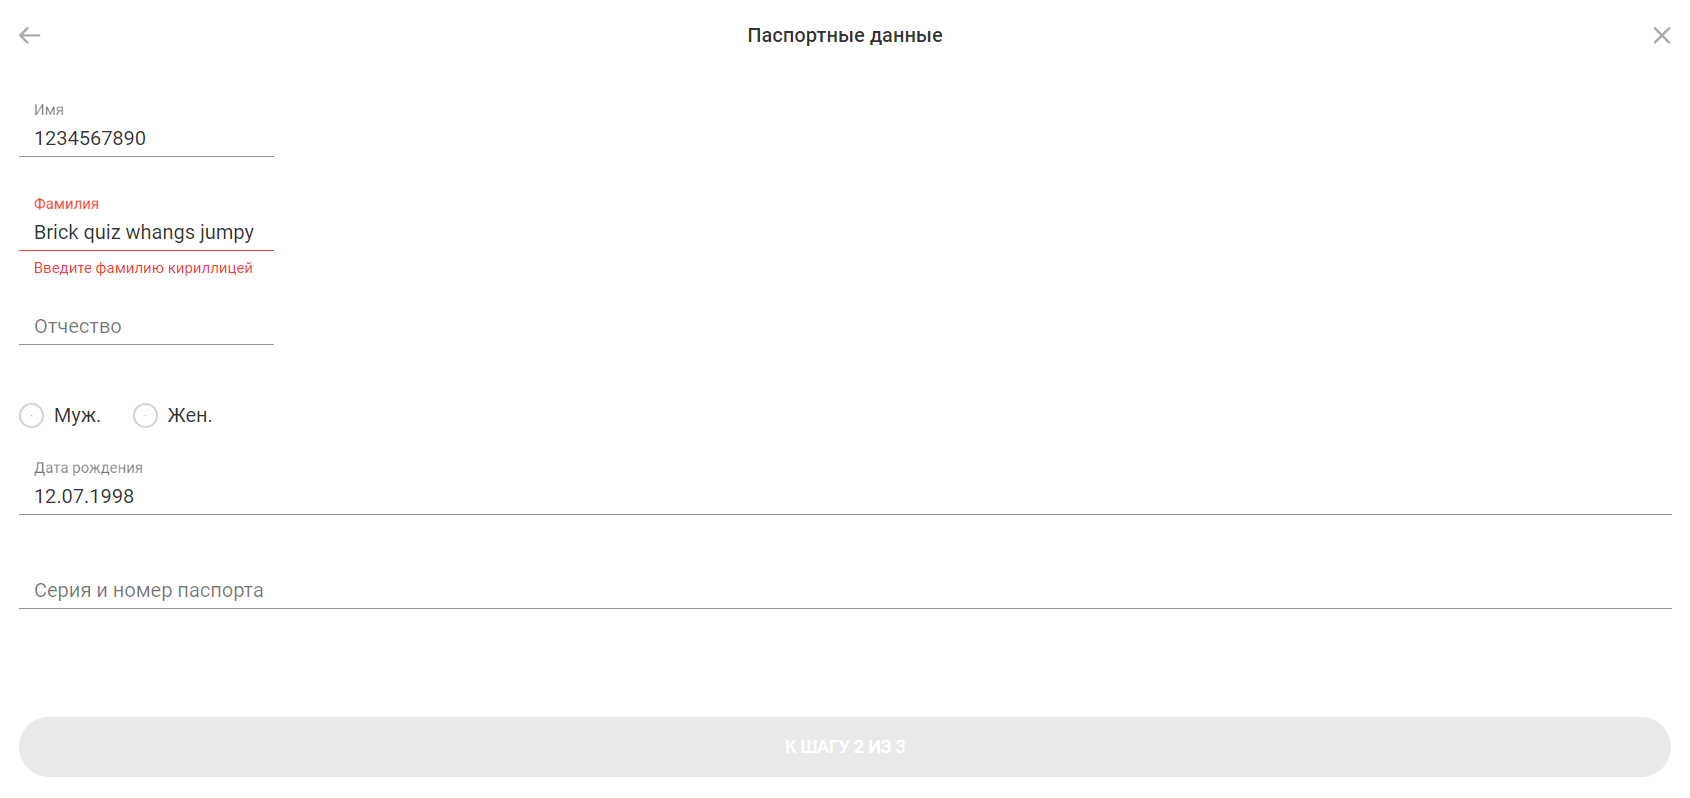 Паспортные данные
Имя
1234567890
Фамилия
Brick quiz whangs jumpy
Введите фамилию кириллицей
Отчество
Муж.
Жен.
Дата рождения
12.07.1998
Серия и номер паспорта
К ШАГУ 2 ИЗ 3